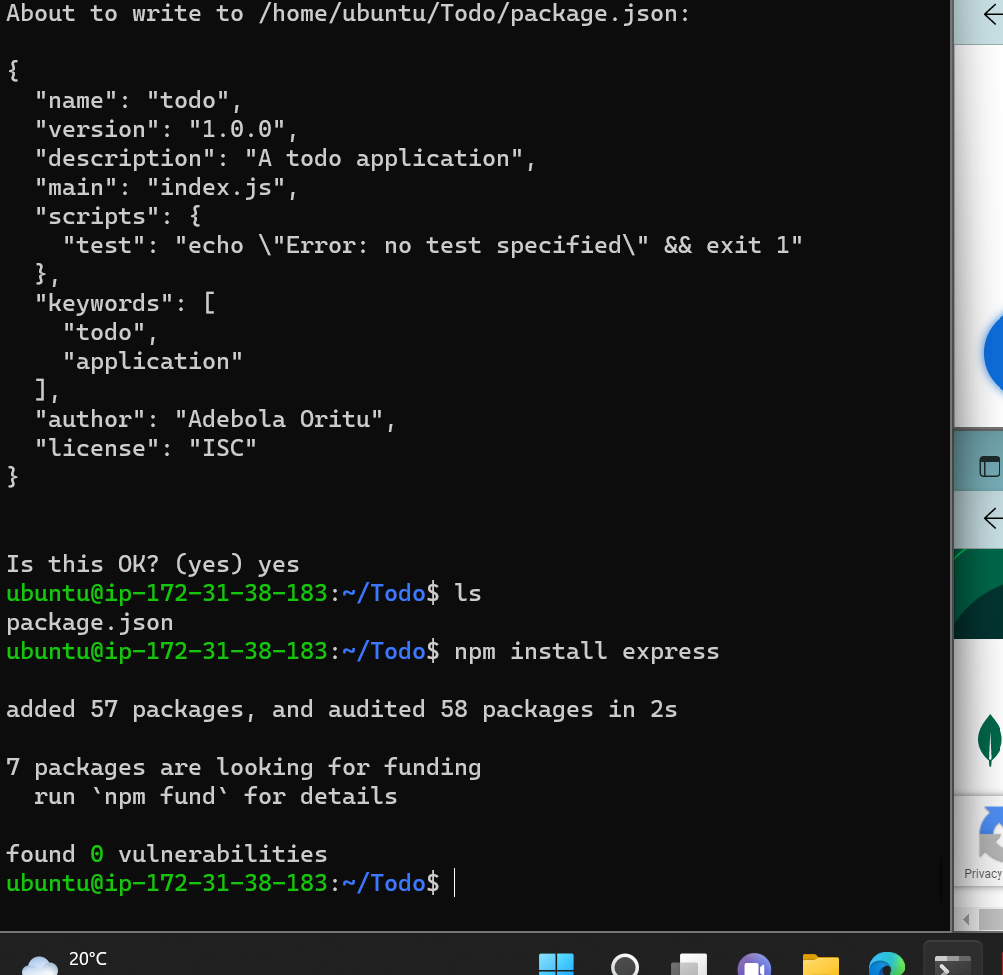 About to write to /home/ubuntu/Todo/package.json:
{
  "name": "todo",
  "version": "1.0.0",
  "description": "A todo application",
  "main": "index.js",
  "scripts": {
    "test": "echo \"Error: no test specified\" && exit 1"
  },
  "keywords": [
    "todo",
    "application"
  ],
  "author": "Adebola Oritu",
  "license": "ISC"
}
Is this OK? (yes) yes
ubuntu@ip-172-31-38-183:~/Todo$ ls
package.json
ubuntu@ip-172-31-38-183:~/Todo$ npm install express
added 57 packages, and audited 58 packages in 2s
7 packages are looking for funding
  run `npm fund` for details
found 0 vulnerabilities
ubuntu@ip-172-31-38-183:~/Todo$
Privacy
20°C